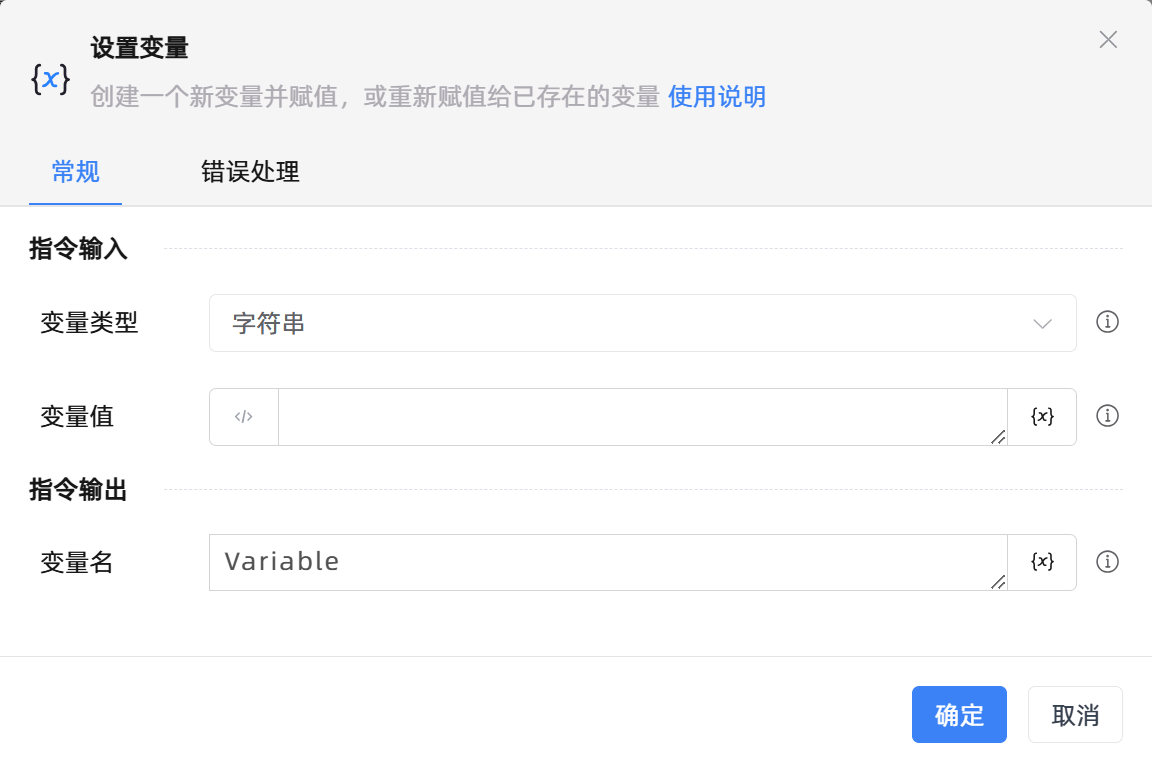 设置变量
{x}
创建一个新变量并赋值，或重新赋值给已存在的变量 使用说明
常规 错误处理
指令输入
变量类型 字符串
变量值 </> {x}
指令输出
变量名 Variable {x}
确定 取消